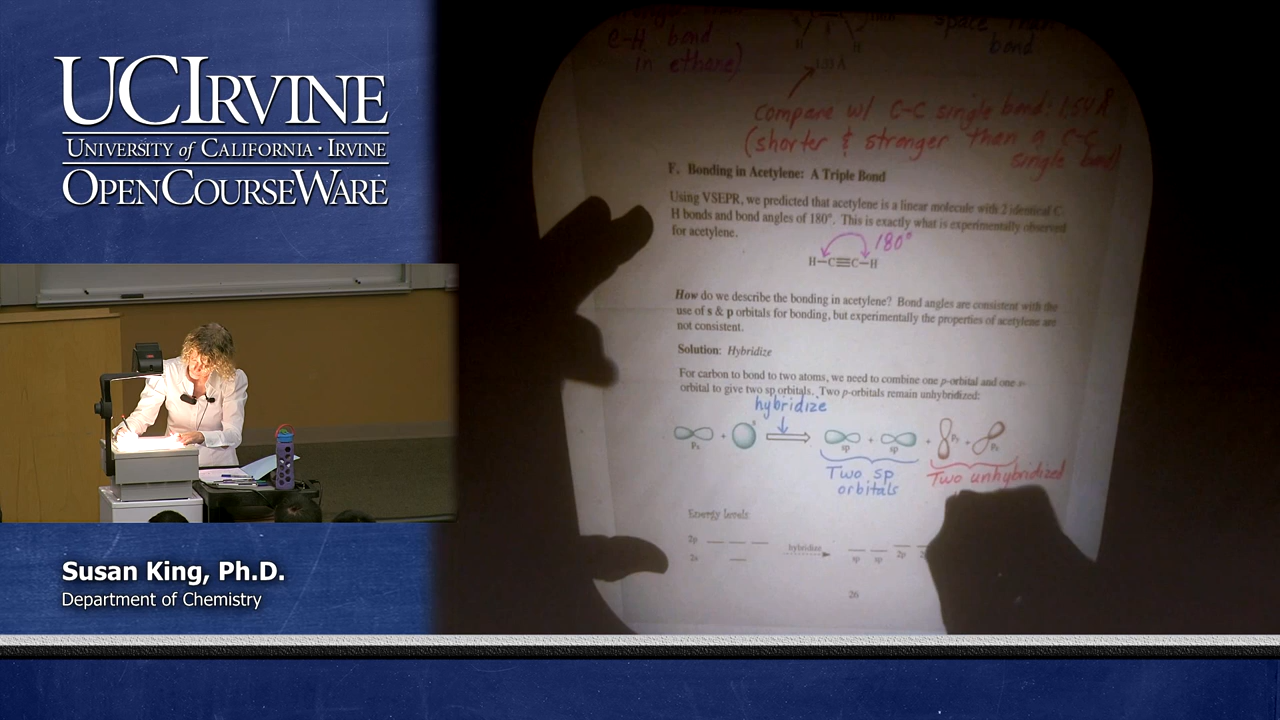 UCIRVINE
UNIVERSITY of CALIFORNIA · IRVINE
OPENCOURSEWARE
Susan King, Ph.D.
Department of Chemistry
C-H bond
in ethane)
space than
bond
1.33 Å
Compare w/ C-C single bond: 1.54 Å
(shorter & stronger than a C-C
single bond)
F. Bonding in Acetylene: A Triple Bond
Using VSEPR, we predicted that acetylene is a linear molecule with 2 identical C-
H bonds and bond angles of 180°. This is exactly what is experimentally observed
for acetylene.
180°
H—C≡C—H
How do we describe the bonding in acetylene? Bond angles are consistent with the
use of s & p orbitals for bonding, but experimentally the properties of acetylene are
not consistent.
Solution: Hybridize
For carbon to bond to two atoms, we need to combine one p-orbital and one s-
orbital to give two sp orbitals. Two p-orbitals remain unhybridized:
hybridize
+ s + + +
px sp sp py pz
Two sp
orbitals
Two unhybridized
Energy levels
2p hybridize
2s sp sp 2p
26